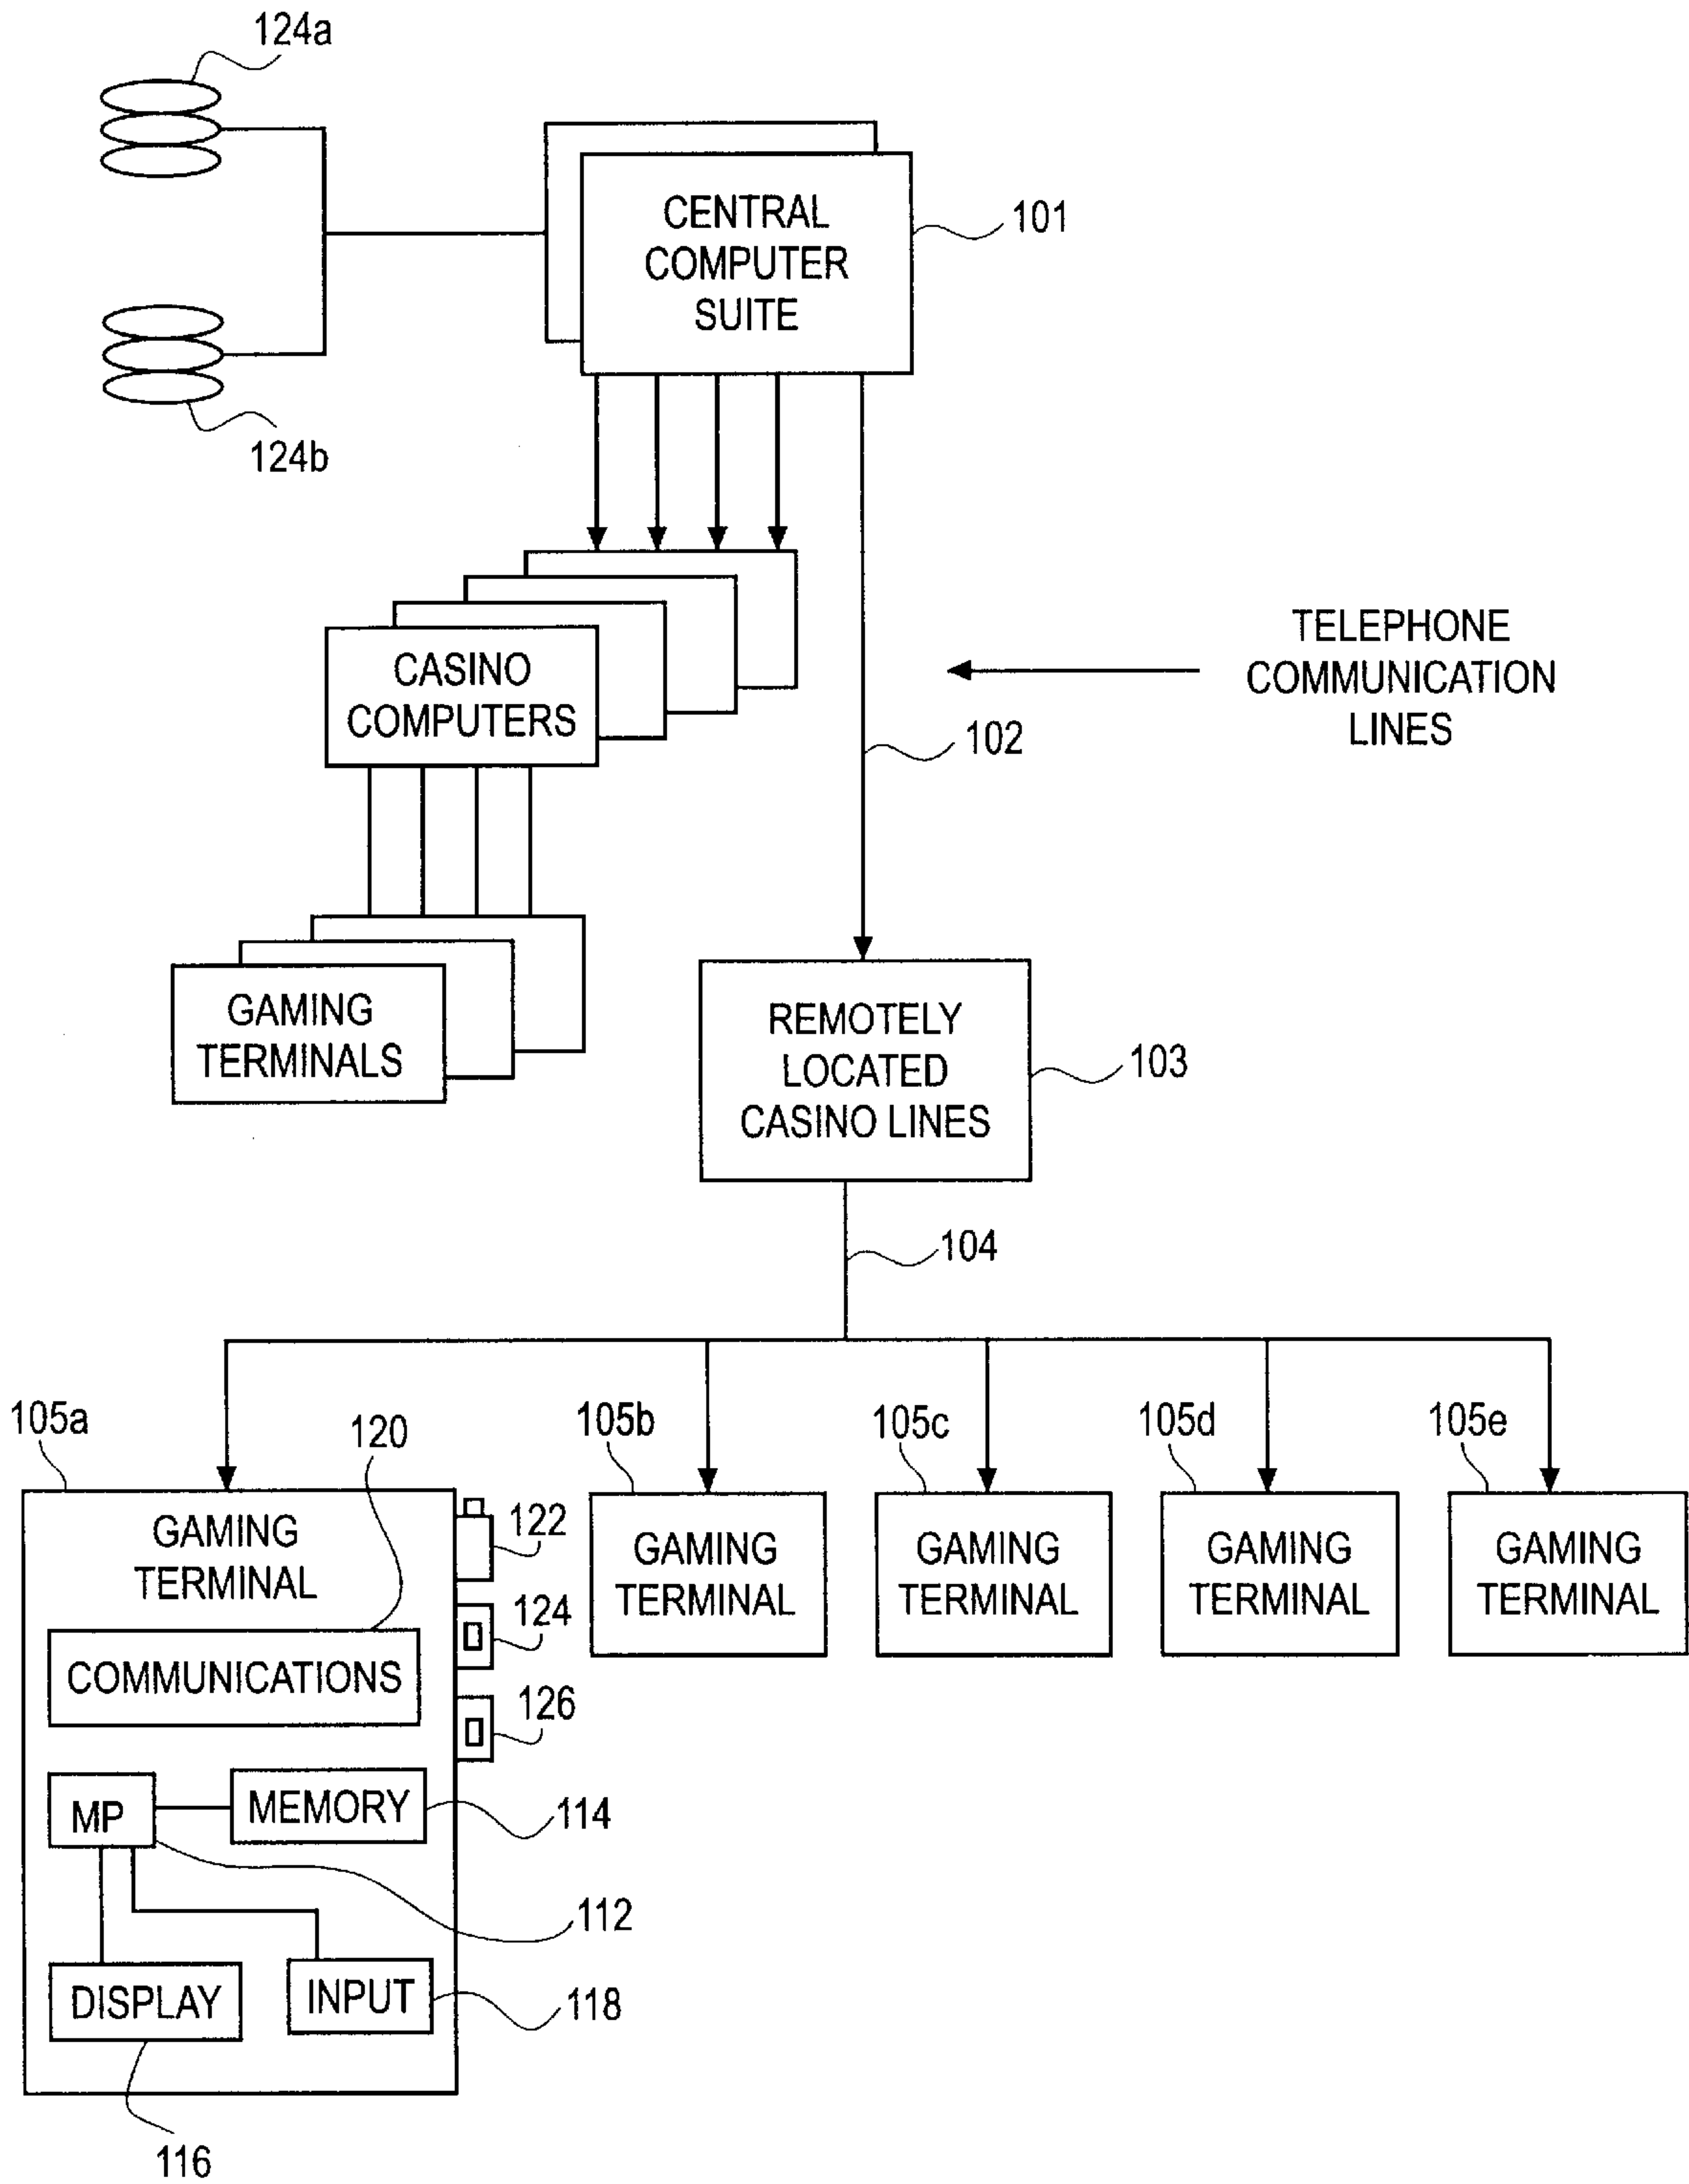 124a
CENTRAL
COMPUTER
SUITE
101
124b
TELEPHONE
COMMUNICATION
LINES
CASINO
COMPUTERS
102
GAMING
TERMINALS
REMOTELY
LOCATED
CASINO LINES
103
104
105a
120
105b
105c
105d
105e
GAMING
TERMINAL
122
GAMING
TERMINAL
GAMING
TERMINAL
GAMING
TERMINAL
GAMING
TERMINAL
124
COMMUNICATIONS
126
MP
MEMORY
114
112
DISPLAY
INPUT
118
116